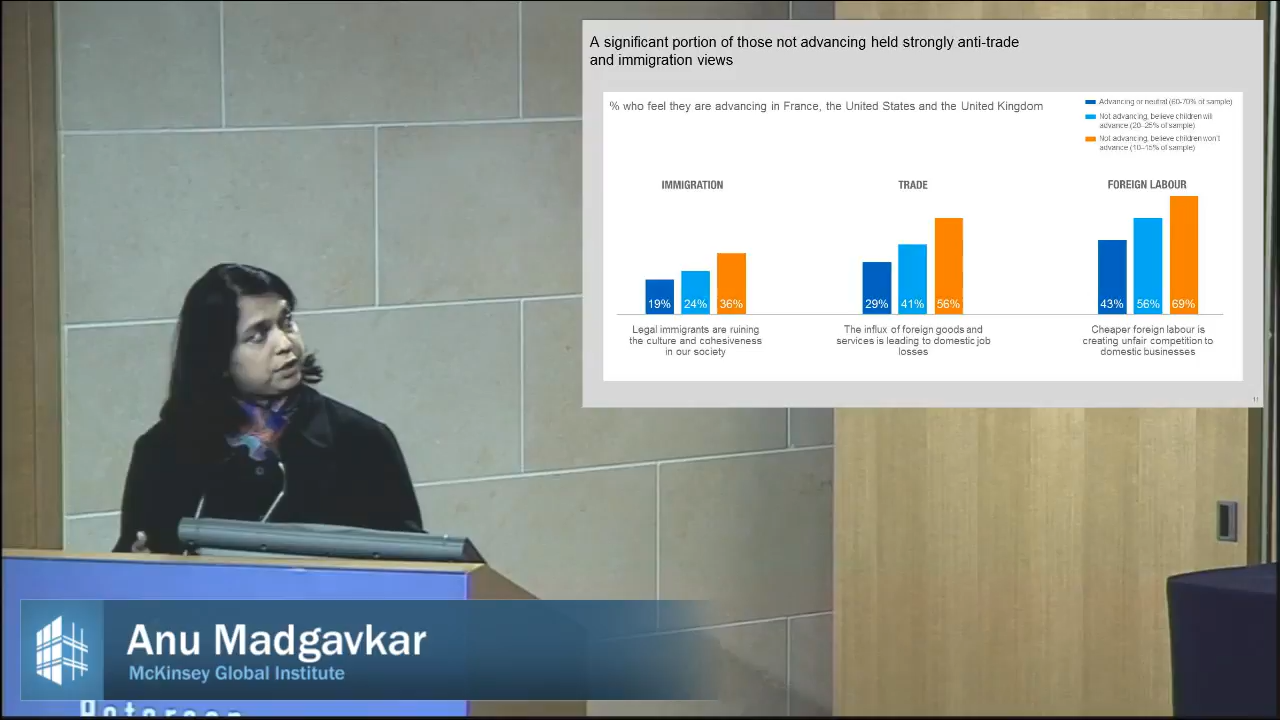 A significant portion of those not advancing held strongly anti-trade
and immigration views
% who feel they are advancing in France, the United States and the United Kingdom
Advancing or neutral (60-70% of sample)
Not advancing, believe children will
advance (20–25% of sample)
Not advancing, believe children won't
advance (10–15% of sample)
IMMIGRATION
TRADE
FOREIGN LABOUR
19% 24% 36%
29% 41% 56%
43% 56% 69%
Legal immigrants are ruining
the culture and cohesiveness
in our society
The influx of foreign goods and
services is leading to domestic job
losses
Cheaper foreign labour is
creating unfair competition to
domestic businesses
11
Anu Madgavkar
McKinsey Global Institute
Peterson